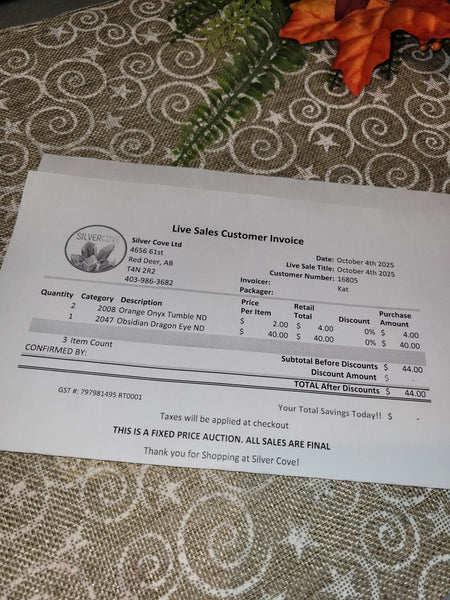 Live Sales Customer Invoice
SILVERCOVE
Silver Cove Ltd
4656 61st
Red Deer, AB
T4N 2R2
403-986-3682
Date: October 4th 2025
Live Sale Title: October 4th 2025
Customer Number: 16805
Invoicer: Kat
Packager:
Quantity Category Description Price Per Item Retail Total Discount Purchase Amount
2 2008 Orange Onyx Tumble ND $ 2.00 $ 4.00 0% $ 4.00
1 2047 Obsidian Dragon Eye ND $ 40.00 $ 40.00 0% $ 40.00
Subtotal Before Discounts $ 44.00
3 Item Count Discount Amount $ -
CONFIRMED BY: TOTAL After Discounts $ 44.00
GST #: 797981495 RT0001
Your Total Savings Today!! $ -
Taxes will be applied at checkout
THIS IS A FIXED PRICE AUCTION. ALL SALES ARE FINAL
Thank you for Shopping at Silver Cove!